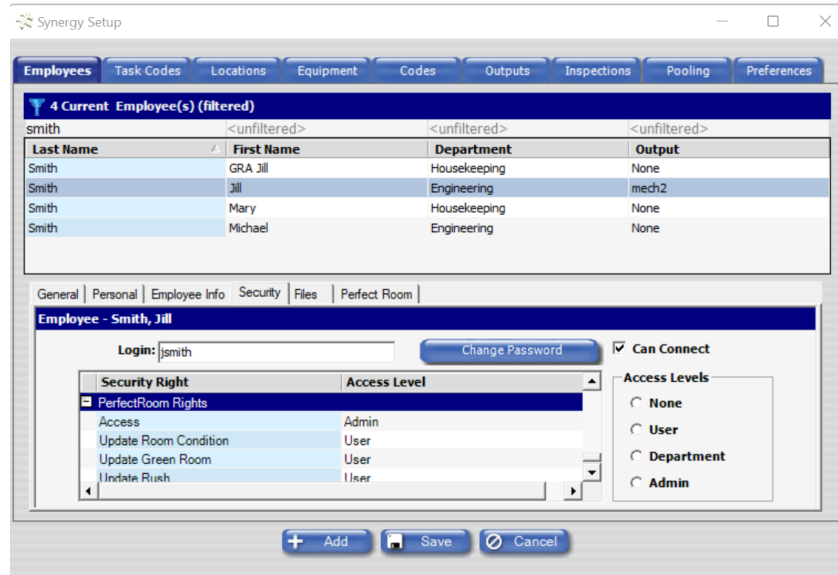 Synergy Setup
Employees Task Codes Locations Equipment Codes Outputs Inspections Pooling Preferences
4 Current Employee(s) (filtered)
smith <unfiltered> <unfiltered> <unfiltered>
Last Name First Name Department Output
Smith GRA Jill Housekeeping None
Smith Jill Engineering mech2
Smith Mary Housekeeping None
Smith Michael Engineering None
General Personal Employee Info Security Files Perfect Room
Employee - Smith, Jill
Login: jsmith Change Password Can Connect
Security Right Access Level Access Levels
PerfectRoom Rights None
Access Admin
Update Room Condition User User
Update Green Room User Department
Update Rush User
Admin
Add Save Cancel